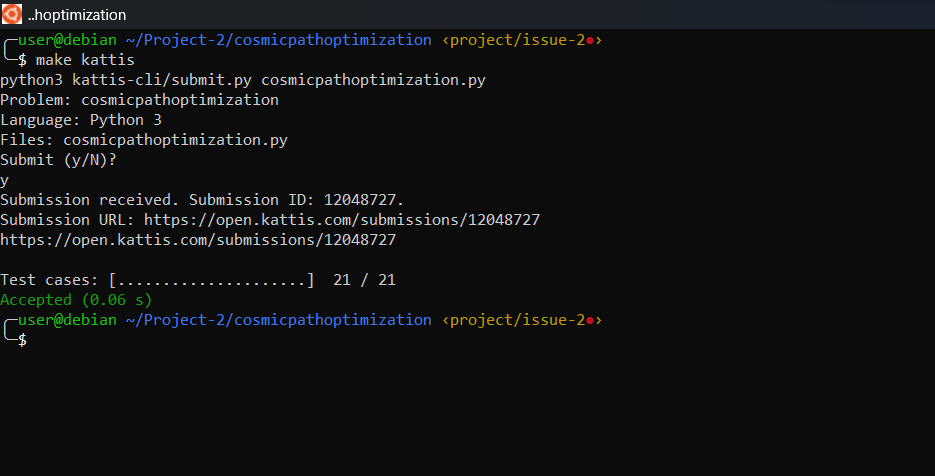 ..hoptimization
╭─user@debian ~/Project-2/cosmicpathoptimization ‹project/issue-2●›
╰─$ make kattis
python3 kattis-cli/submit.py cosmicpathoptimization.py
Problem: cosmicpathoptimization
Language: Python 3
Files: cosmicpathoptimization.py
Submit (y/N)?
y
Submission received. Submission ID: 12048727.
Submission URL: https://open.kattis.com/submissions/12048727
https://open.kattis.com/submissions/12048727
Test cases: [.....................]  21 / 21
Accepted (0.06 s)
╭─user@debian ~/Project-2/cosmicpathoptimization ‹project/issue-2●›
╰─$